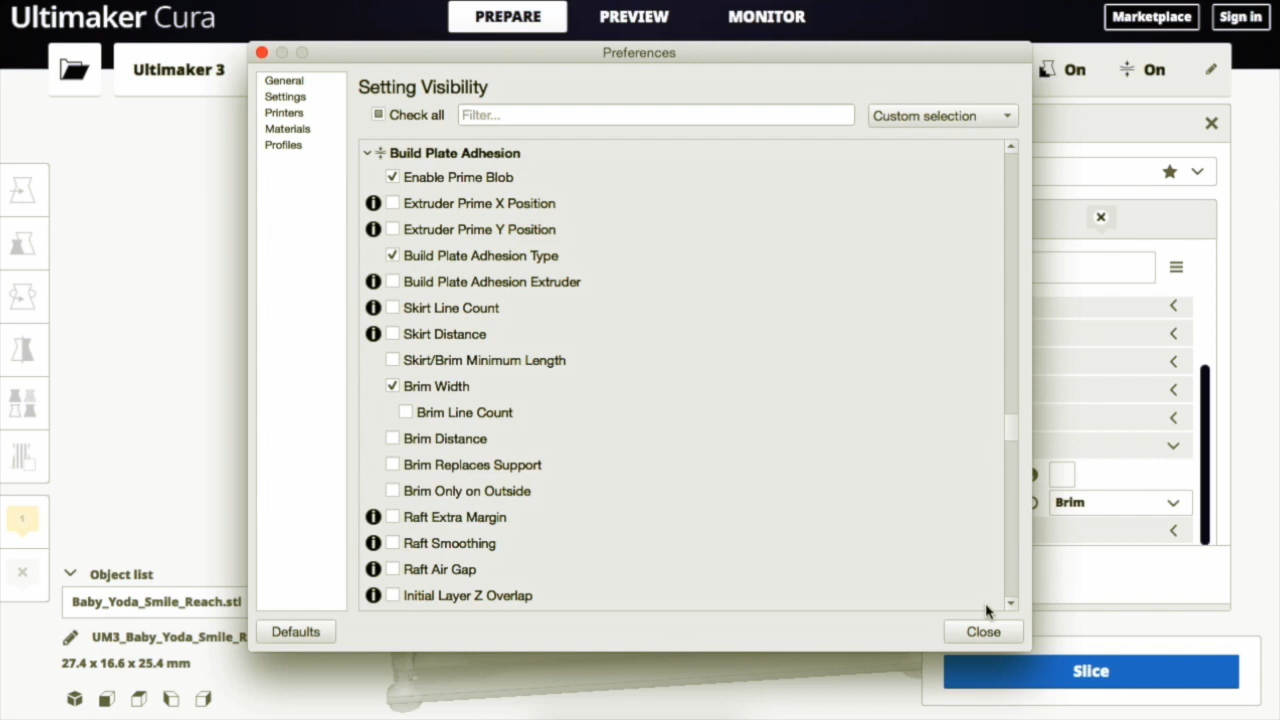 Ultimaker Cura
PREPARE
PREVIEW
MONITOR
Marketplace
Sign in
Ultimaker 3
On
On
Preferences
General
Settings
Printers
Materials
Profiles
Setting Visibility
Check all
Filter...
Custom selection
Build Plate Adhesion
Enable Prime Blob
Extruder Prime X Position
Extruder Prime Y Position
Build Plate Adhesion Type
Build Plate Adhesion Extruder
Skirt Line Count
Skirt Distance
Skirt/Brim Minimum Length
Brim Width
Brim Line Count
Brim Distance
Brim Replaces Support
Brim Only on Outside
Raft Extra Margin
Raft Smoothing
Raft Air Gap
Initial Layer Z Overlap
Defaults
Close
Brim
1
Object list
Baby_Yoda_Smile_Reach.stl
UM3_Baby_Yoda_Smile_R
27.4 x 16.6 x 25.4 mm
Slice